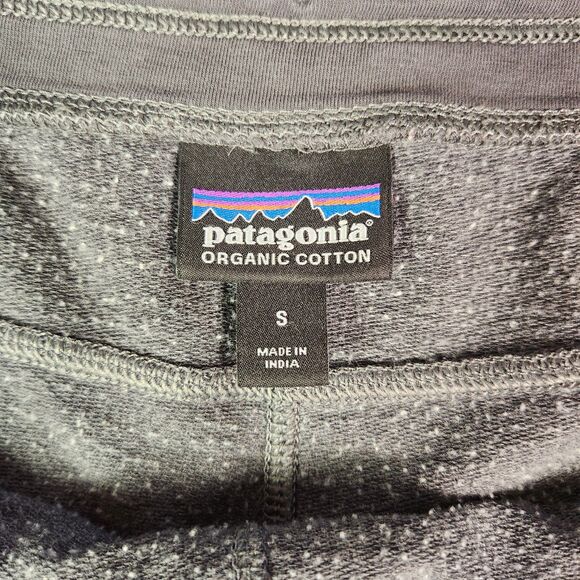 patagonia®
ORGANIC COTTON
S
MADE IN
INDIA